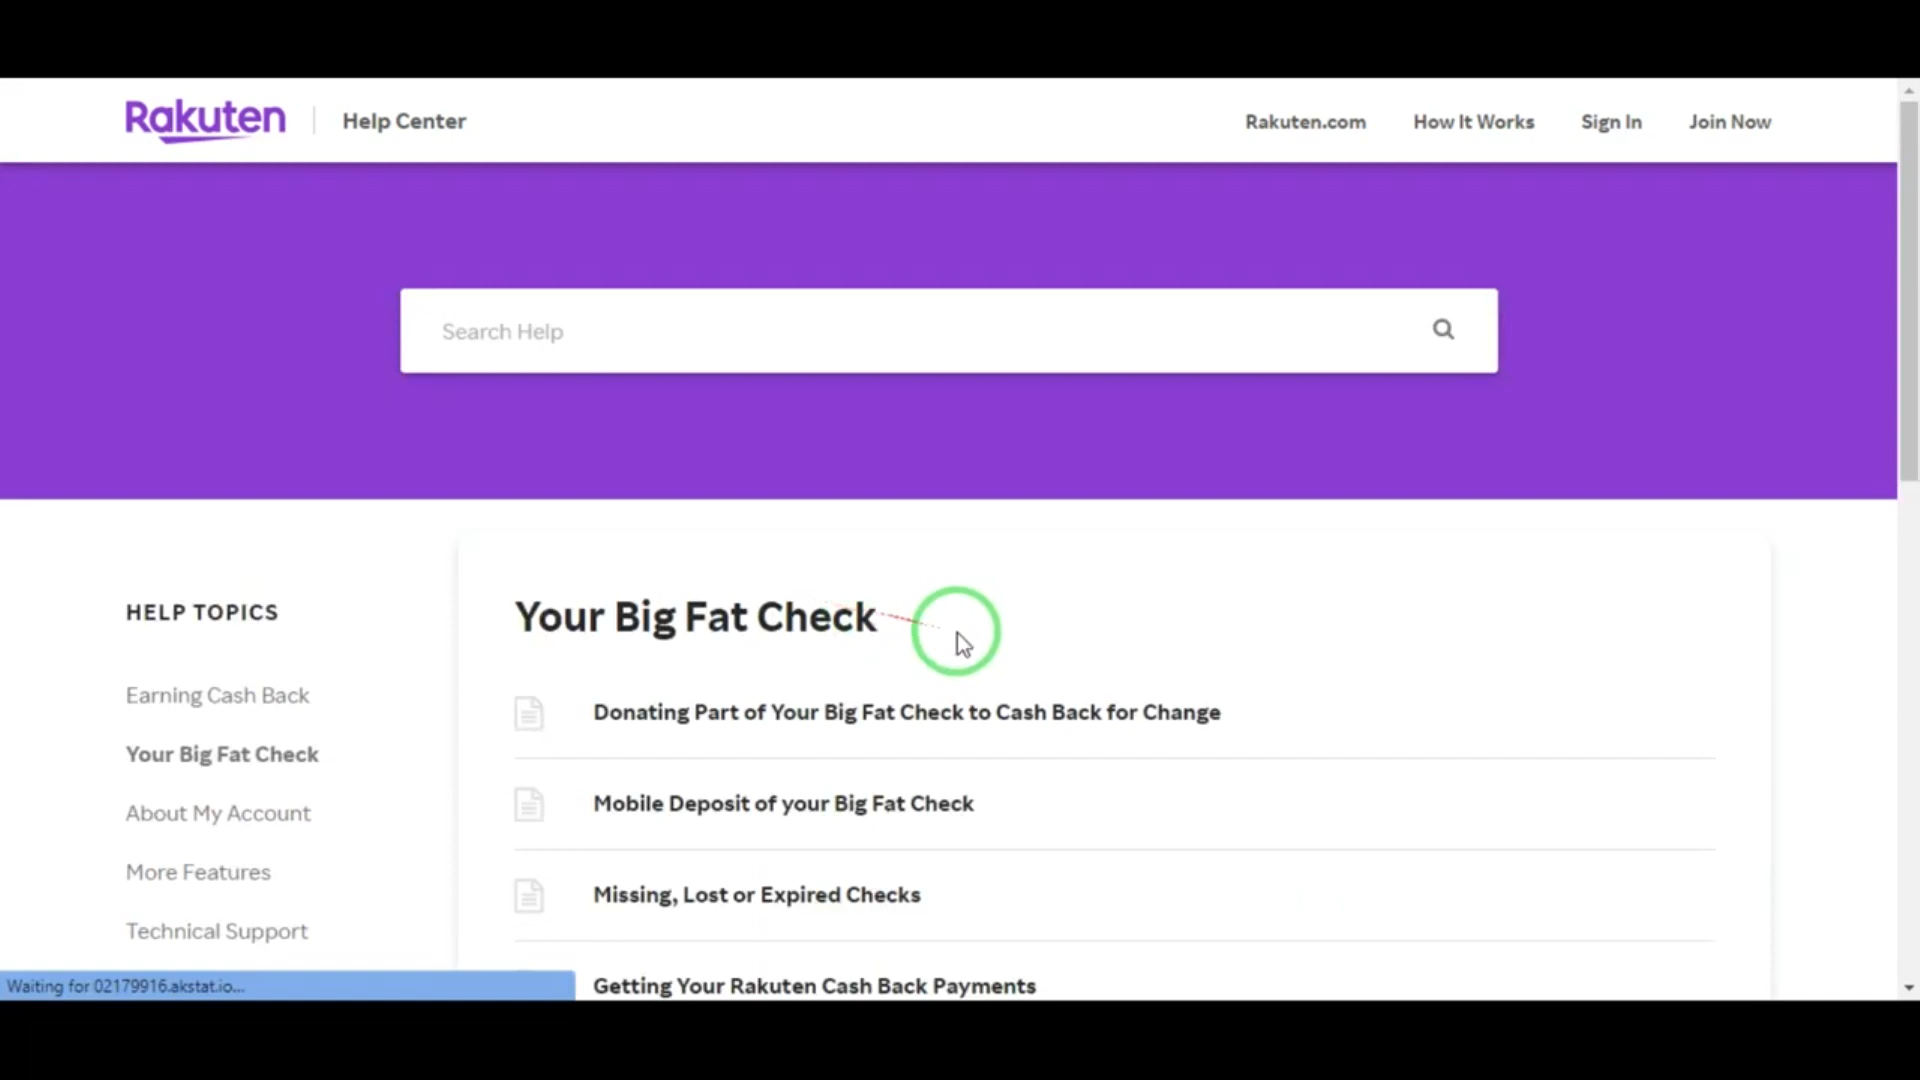 Rakuten
Help Center
Rakuten.com
How It Works
Sign In
Join Now
Search Help
HELP TOPICS
Earning Cash Back
Your Big Fat Check
About My Account
More Features
Technical Support
Your Big Fat Check
Donating Part of Your Big Fat Check to Cash Back for Change
Mobile Deposit of your Big Fat Check
Missing, Lost or Expired Checks
Getting Your Rakuten Cash Back Payments
Waiting for 02179916.akstat.io...